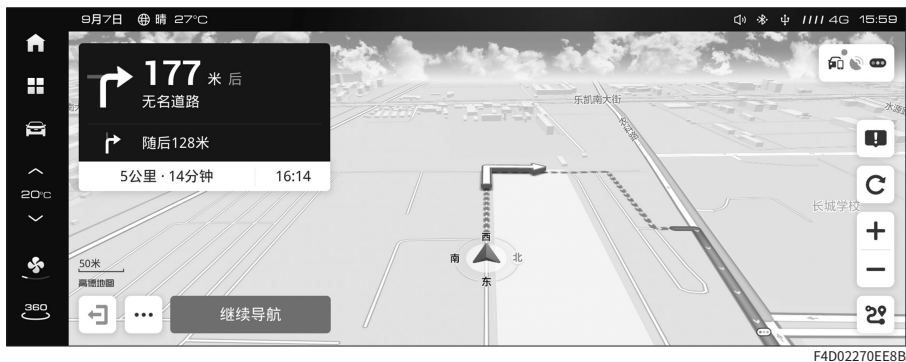 9月7日 晴 27°C
4G 15:59
177 米 后
无名道路
随后128米
5公里·14分钟 16:14
20°C
360
乐凯南大街
长城学校
西
南 北
东
50米
高德地图
继续导航
F4D02270EE8B